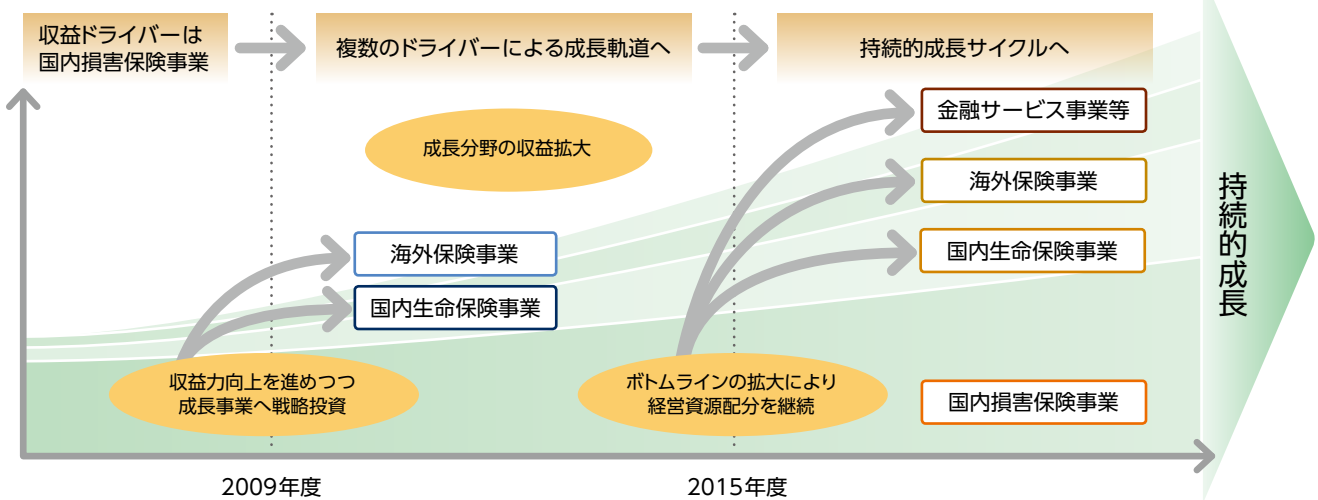 収益ドライバーは
国内損害保険事業
複数のドライバーによる成長軌道へ
持続的成長サイクルへ
金融サービス事業等
成長分野の収益拡大
海外保険事業
持続的成長
海外保険事業
国内生命保険事業
国内生命保険事業
収益力向上を進めつつ
成長事業へ戦略投資
ボトムラインの拡大により
経営資源配分を継続
国内損害保険事業
2009年度
2015年度